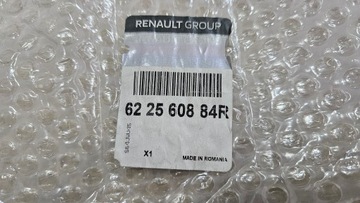 RENAULT GROUP
62 25 608 84R
X1
MADE IN ROMANIA